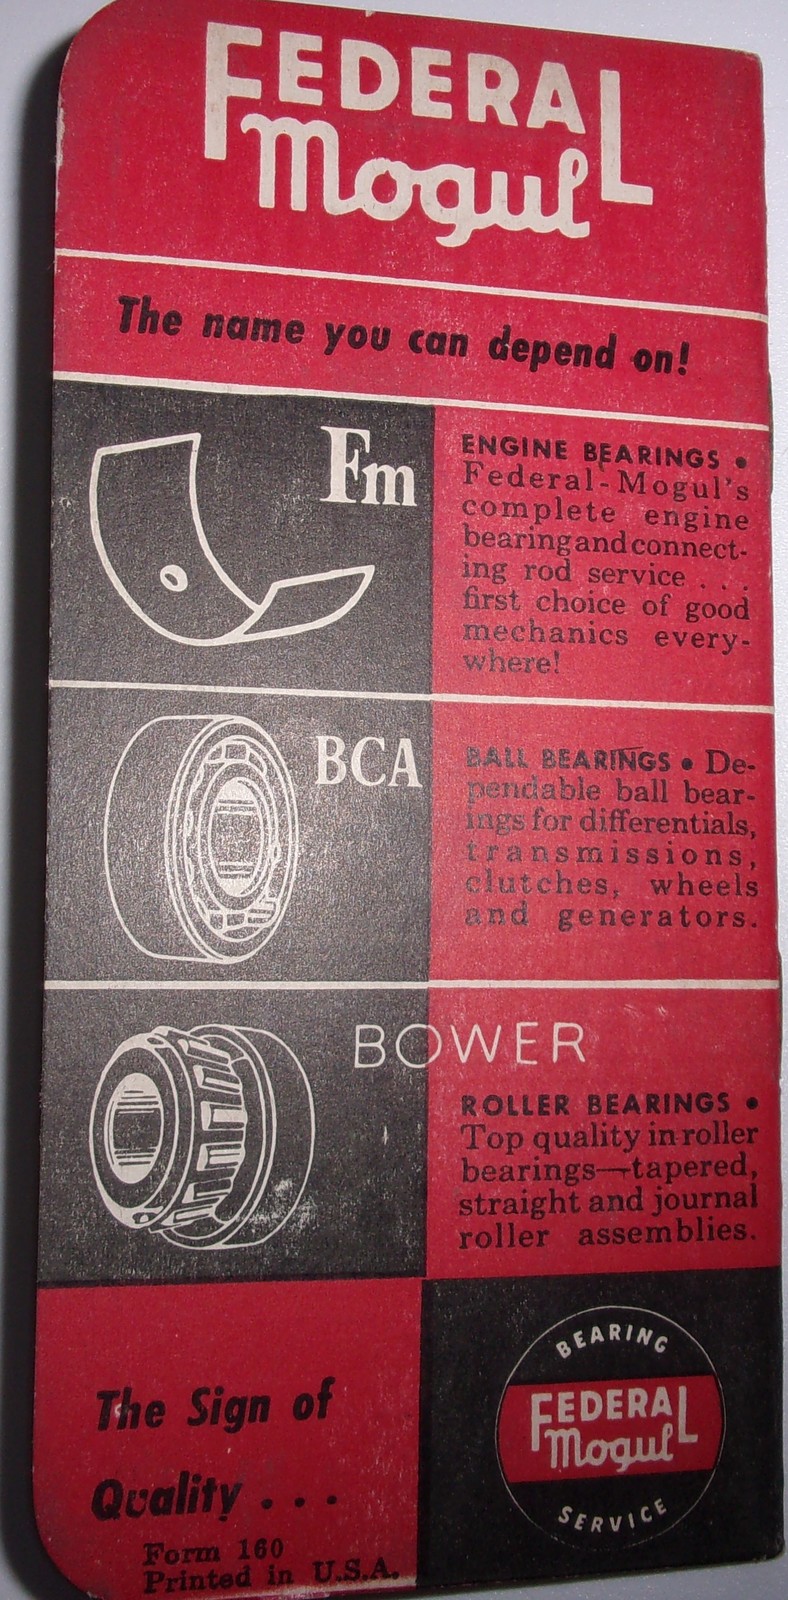 FEDERAL
Mogul
The name you can depend on!
Fm
ENGINE BEARINGS •
Federal-Mogul's
complete engine
bearing and connect-
ing rod service . . .
first choice of good
mechanics every-
where!
BCA
BALL BEARINGS • De-
pendable ball bear-
ings for differentials,
transmissions,
clutches, wheels
and generators.
BOWER
ROLLER BEARINGS •
Top quality in roller
bearings—tapered,
straight and journal
roller assemblies.
The Sign of
Quality . . .
Form 160
Printed in U.S.A.
BEARING
FEDERAL
Mogul
SERVICE